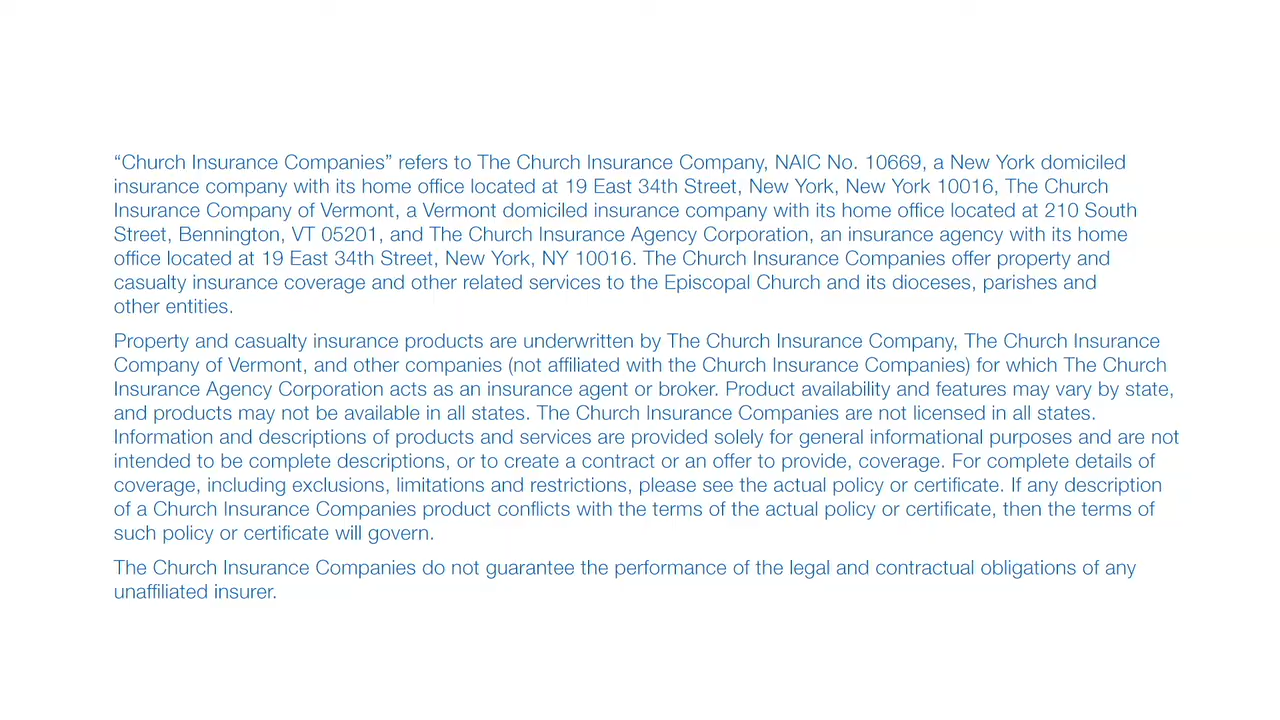 “Church Insurance Companies” refers to The Church Insurance Company, NAIC No. 10669, a New York domiciled
insurance company with its home office located at 19 East 34th Street, New York, New York 10016, The Church
Insurance Company of Vermont, a Vermont domiciled insurance company with its home office located at 210 South
Street, Bennington, VT 05201, and The Church Insurance Agency Corporation, an insurance agency with its home
office located at 19 East 34th Street, New York, NY 10016. The Church Insurance Companies offer property and
casualty insurance coverage and other related services to the Episcopal Church and its dioceses, parishes and
other entities.
Property and casualty insurance products are underwritten by The Church Insurance Company, The Church Insurance
Company of Vermont, and other companies (not affiliated with the Church Insurance Companies) for which The Church
Insurance Agency Corporation acts as an insurance agent or broker. Product availability and features may vary by state,
and products may not be available in all states. The Church Insurance Companies are not licensed in all states.
Information and descriptions of products and services are provided solely for general informational purposes and are not
intended to be complete descriptions, or to create a contract or an offer to provide, coverage. For complete details of
coverage, including exclusions, limitations and restrictions, please see the actual policy or certificate. If any description
of a Church Insurance Companies product conflicts with the terms of the actual policy or certificate, then the terms of
such policy or certificate will govern.
The Church Insurance Companies do not guarantee the performance of the legal and contractual obligations of any
unaffiliated insurer.